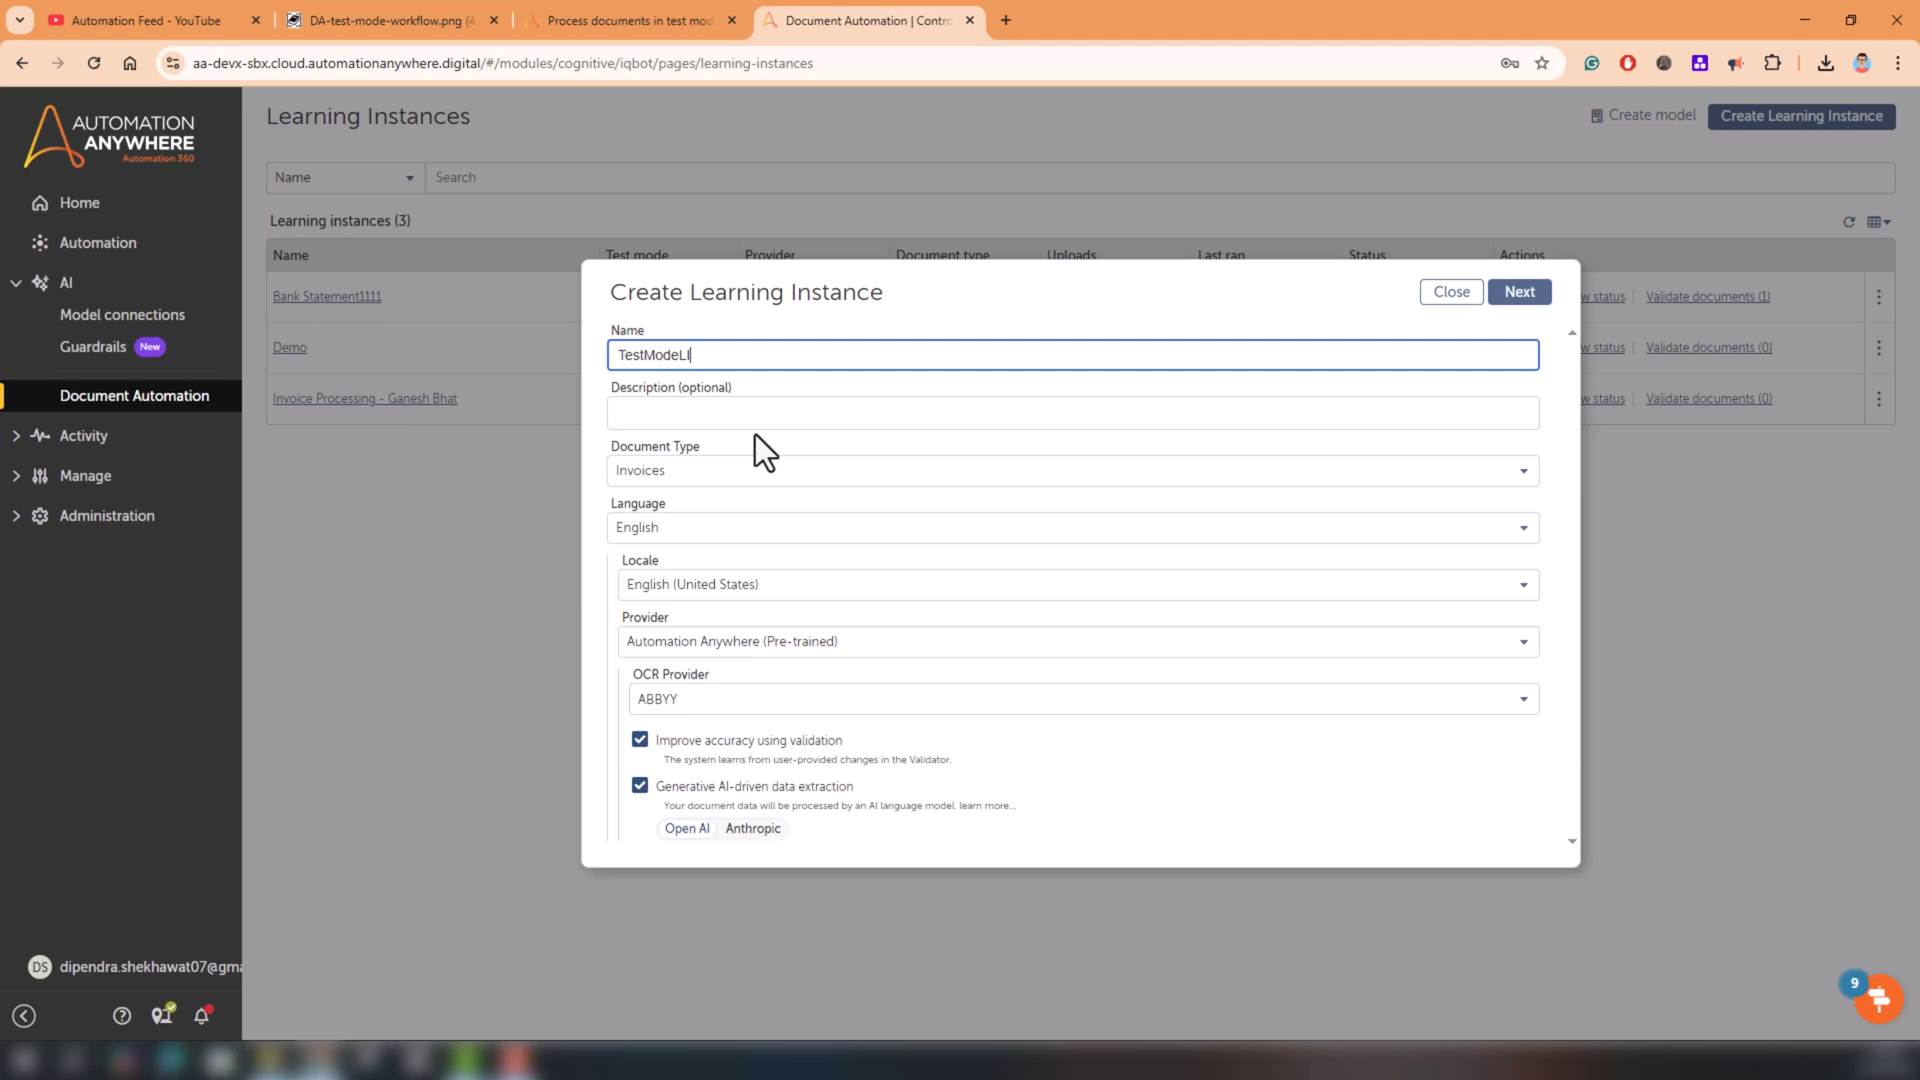 Automation Feed - YouTube
DA-test-mode-workflow.png (4
Process documents in test mod
Document Automation | Contro
aa-devx-sbx.cloud.automationanywhere.digital/#/modules/cognitive/iqbot/pages/learning-instances
AUTOMATION
ANYWHERE
Automation 360
Home
Automation
AI
Model connections
Guardrails New
Document Automation
Activity
Manage
Administration
DS dipendra.shekhawat07@gma
Learning Instances
Create model
Create Learning Instance
Name
Search
Learning instances (3)
Name Test mode Provider Document type Uploads Last ran Status Actions
Bank Statement1111
w status Validate documents (1)
Demo
w status Validate documents (0)
Invoice Processing - Ganesh Bhat
w status Validate documents (0)
Create Learning Instance
Close
Next
Name
TestModeLI
Description (optional)
Document Type
Invoices
Language
English
Locale
English (United States)
Provider
Automation Anywhere (Pre-trained)
OCR Provider
ABBYY
Improve accuracy using validation
The system learns from user-provided changes in the Validator.
Generative AI-driven data extraction
Your document data will be processed by an AI language model. learn more...
Open AI Anthropic
9